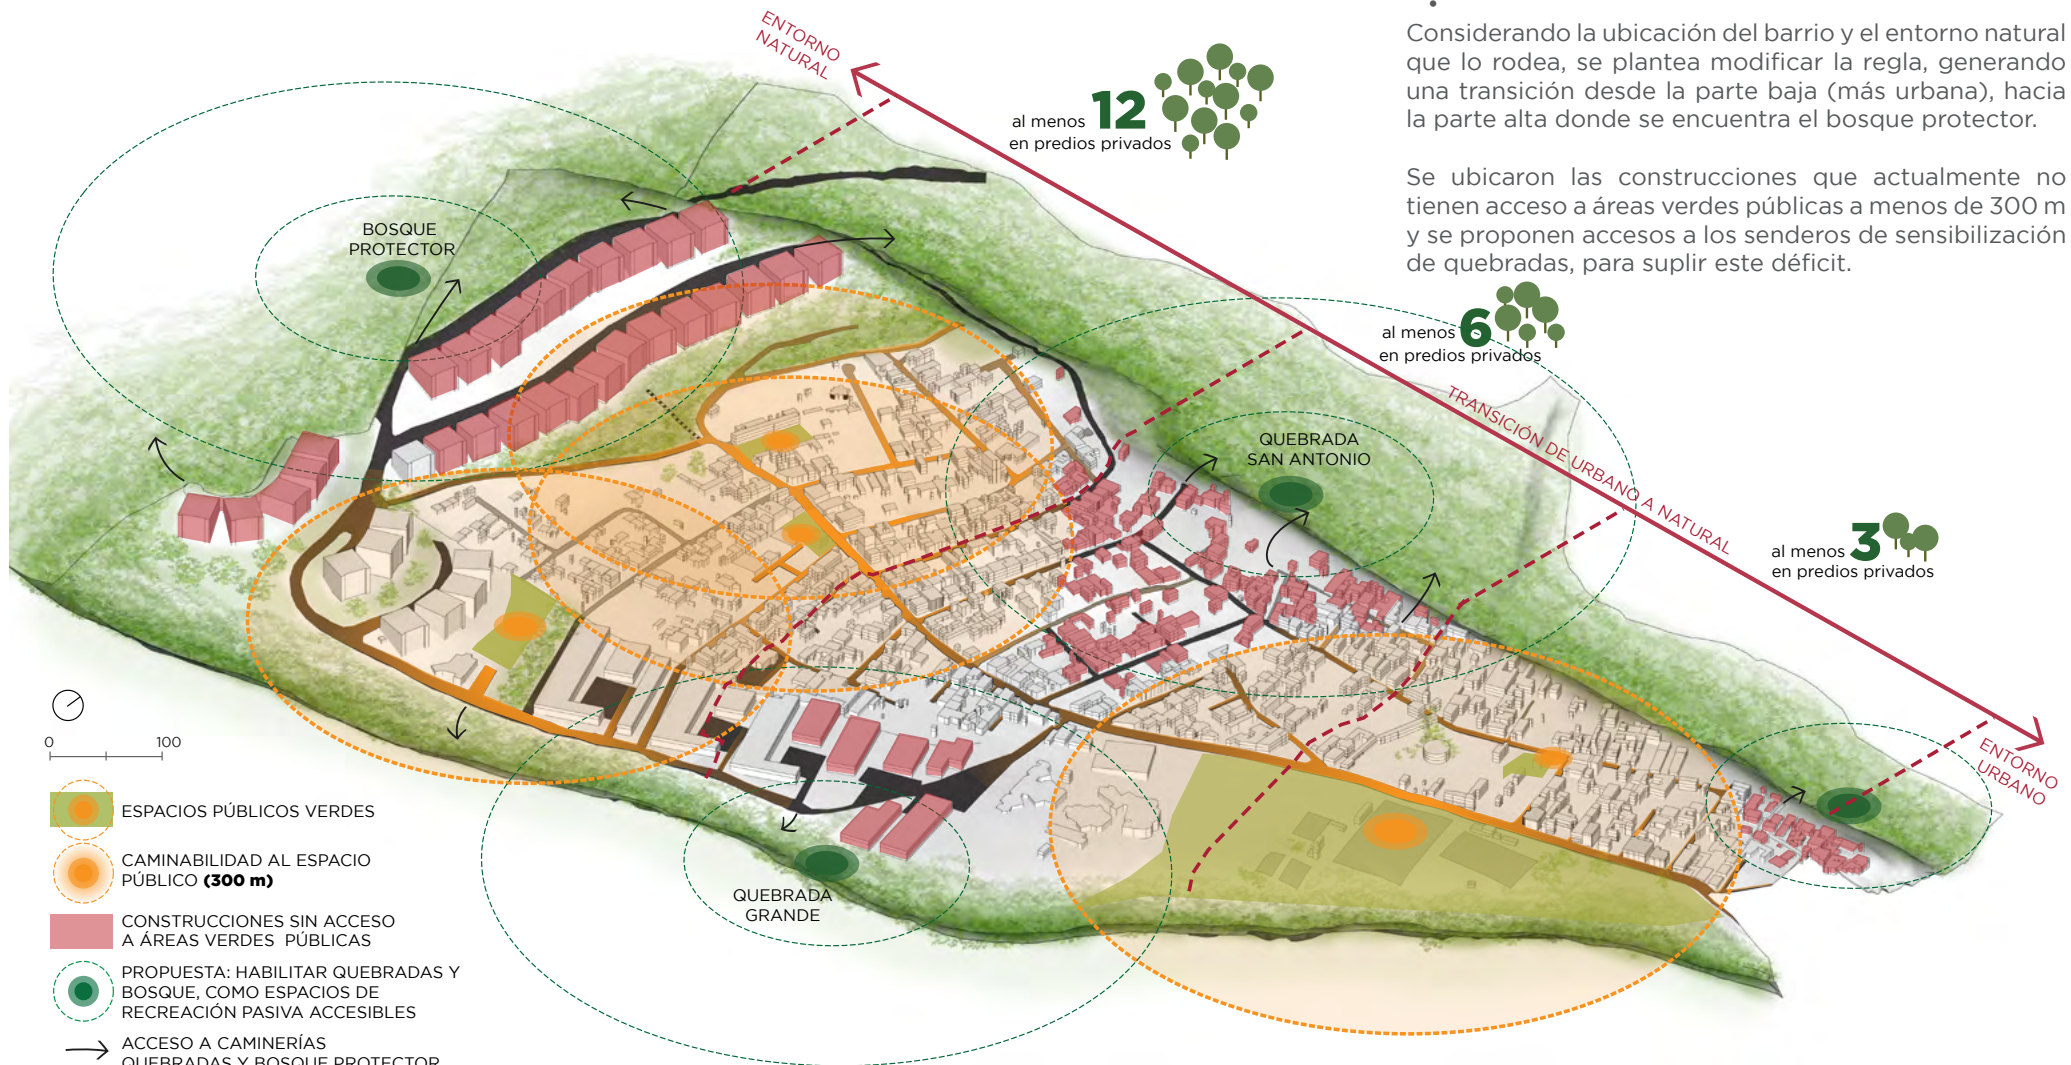 Considerando la ubicación del barrio y el entorno natural
que lo rodea, se plantea modificar la regla, generando
una transición desde la parte baja (más urbana), hacia
la parte alta donde se encuentra el bosque protector.
Se ubicaron las construcciones que actualmente no
tienen acceso a áreas verdes públicas a menos de 300 m
y se proponen accesos a los senderos de sensibilización
de quebradas, para suplir este déficit.
ENTORNO
NATURAL
al menos 12
en predios privados
BOSQUE
PROTECTOR
al menos 6
en predios privados
TRANSICIÓN DE URBANO A NATURAL
QUEBRADA
SAN ANTONIO
al menos 3
en predios privados
ENTORNO
URBANO
QUEBRADA
GRANDE
0 100
ESPACIOS PÚBLICOS VERDES
CAMINABILIDAD AL ESPACIO
PÚBLICO (300 m)
CONSTRUCCIONES SIN ACCESO
A ÁREAS VERDES PÚBLICAS
PROPUESTA: HABILITAR QUEBRADAS Y
BOSQUE, COMO ESPACIOS DE
RECREACIÓN PASIVA ACCESIBLES
ACCESO A CAMINERÍAS
QUEBRADAS Y BOSQUE PROTECTOR